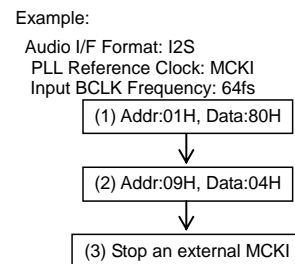 Example:
Audio I/F Format: I2S
PLL Reference Clock: MCKI
Input BCLK Frequency: 64fs
(1) Addr:01H, Data:80H
(2) Addr:09H, Data:04H
(3) Stop an external MCKI